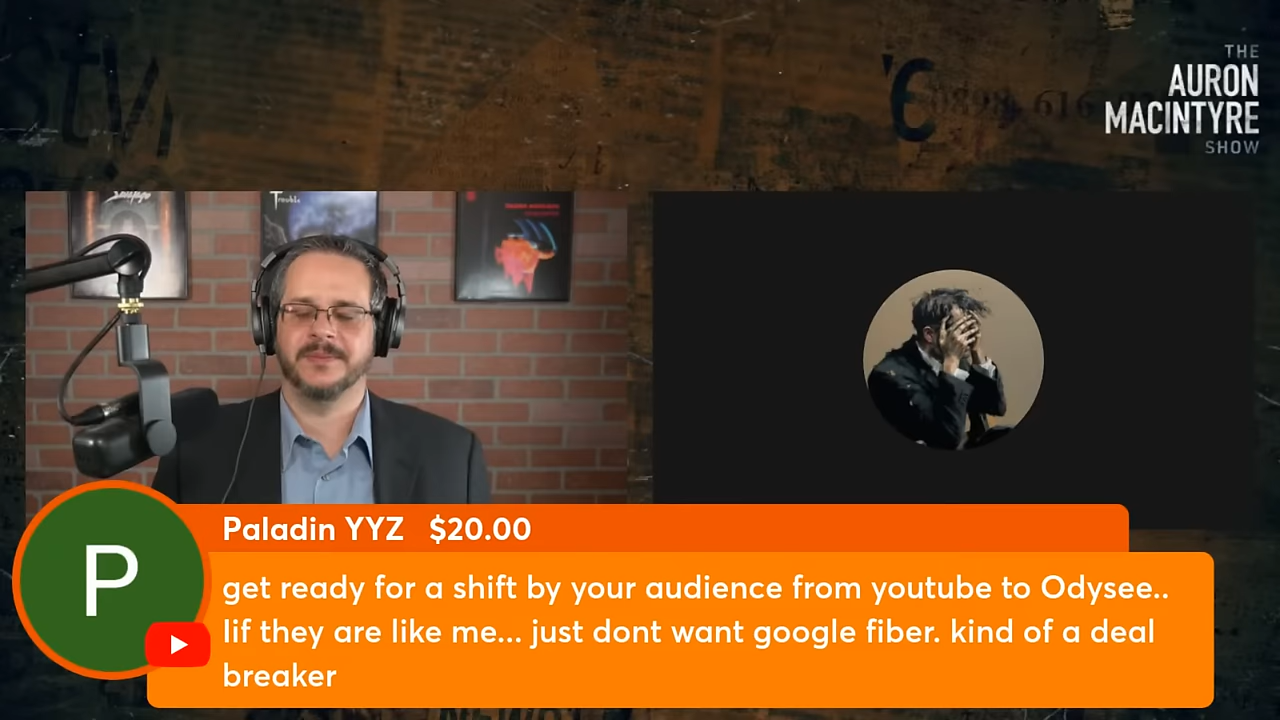 THE
AURON
MACINTYRE
SHOW
Trouble
Paladin YYZ $20.00
get ready for a shift by your audience from youtube to Odysee..
Iif they are like me... just dont want google fiber. kind of a deal
breaker
P